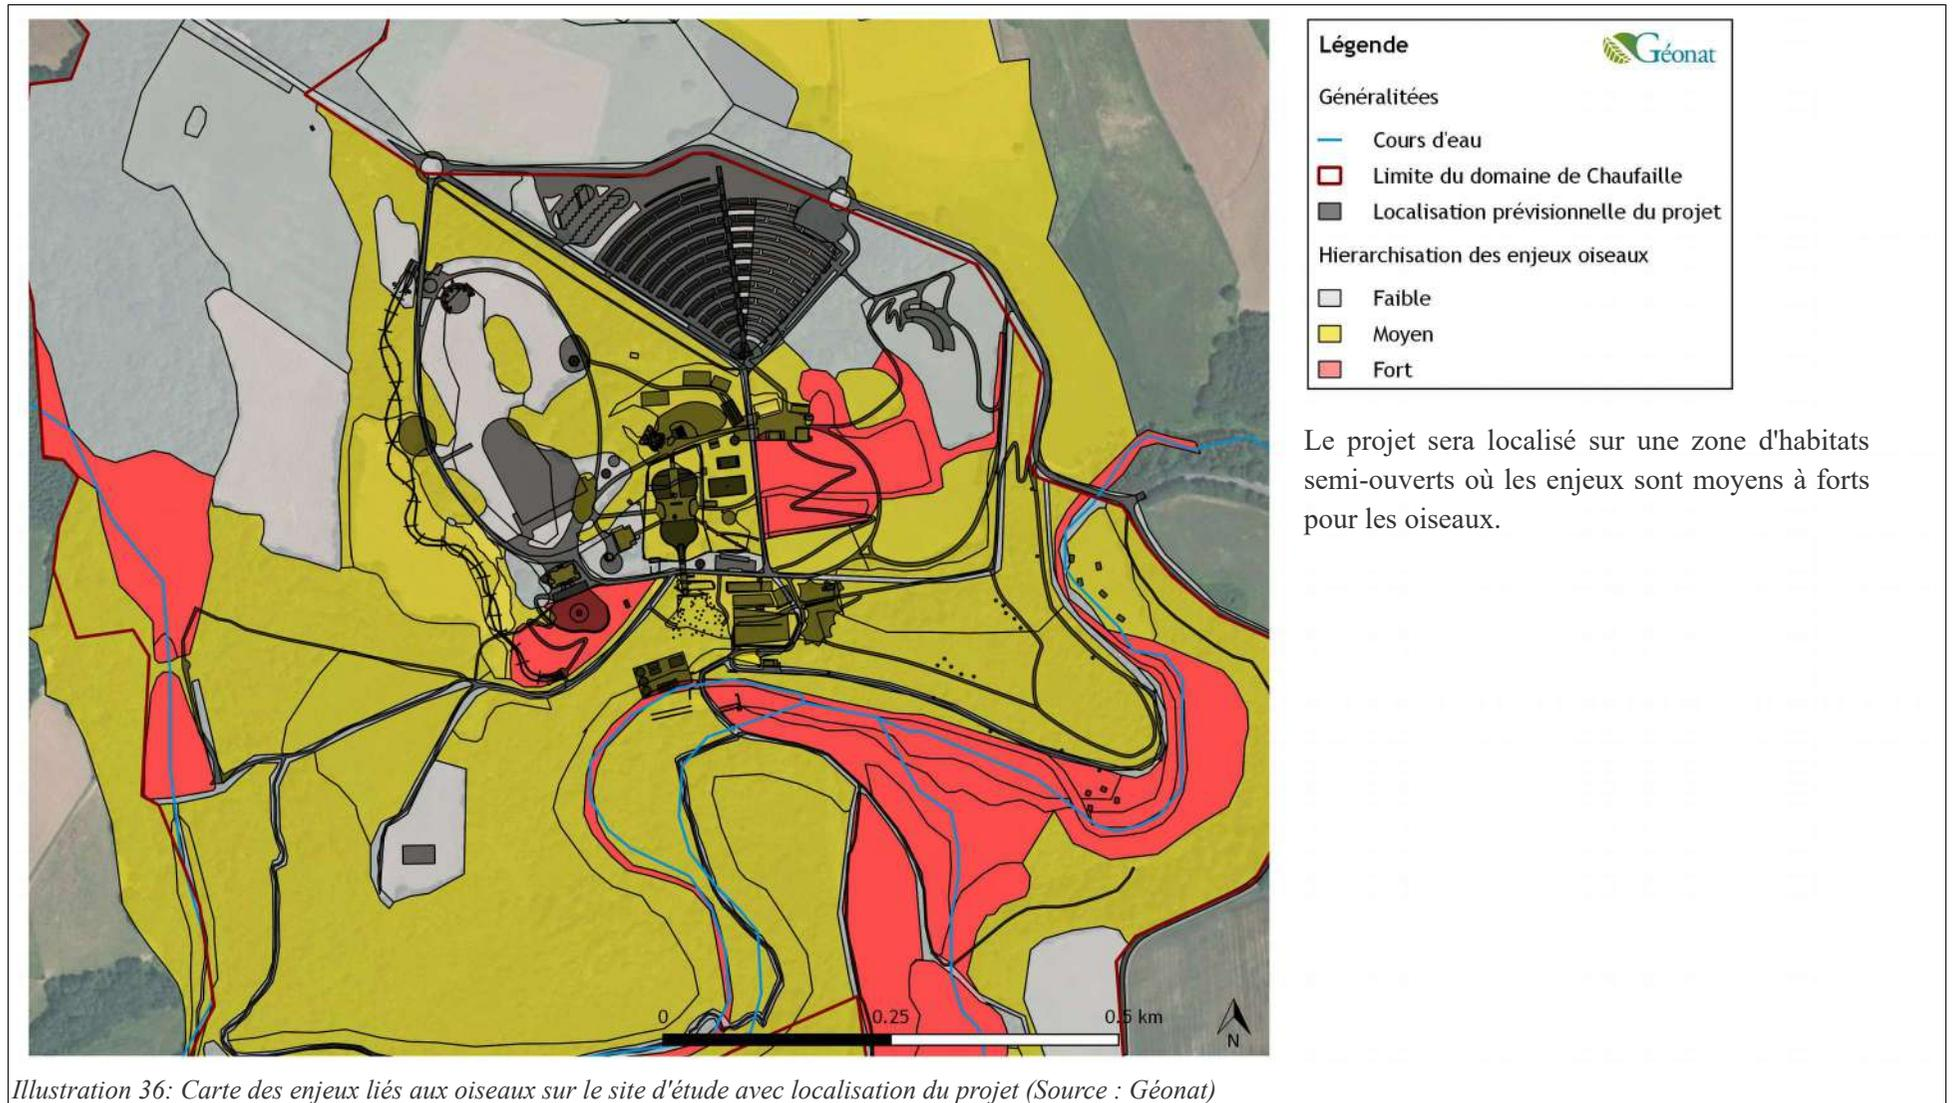 Légende
Géonat
Généralitées
Cours d'eau
Limite du domaine de Chaufaille
Localisation prévisionnelle du projet
Hierarchisation des enjeux oiseaux
Faible
Moyen
Fort
Le projet sera localisé sur une zone d'habitats
semi-ouverts où les enjeux sont moyens à forts
pour les oiseaux.
0 0.25 0.5 km
N
Illustration 36: Carte des enjeux liés aux oiseaux sur le site d'étude avec localisation du projet (Source : Géonat)